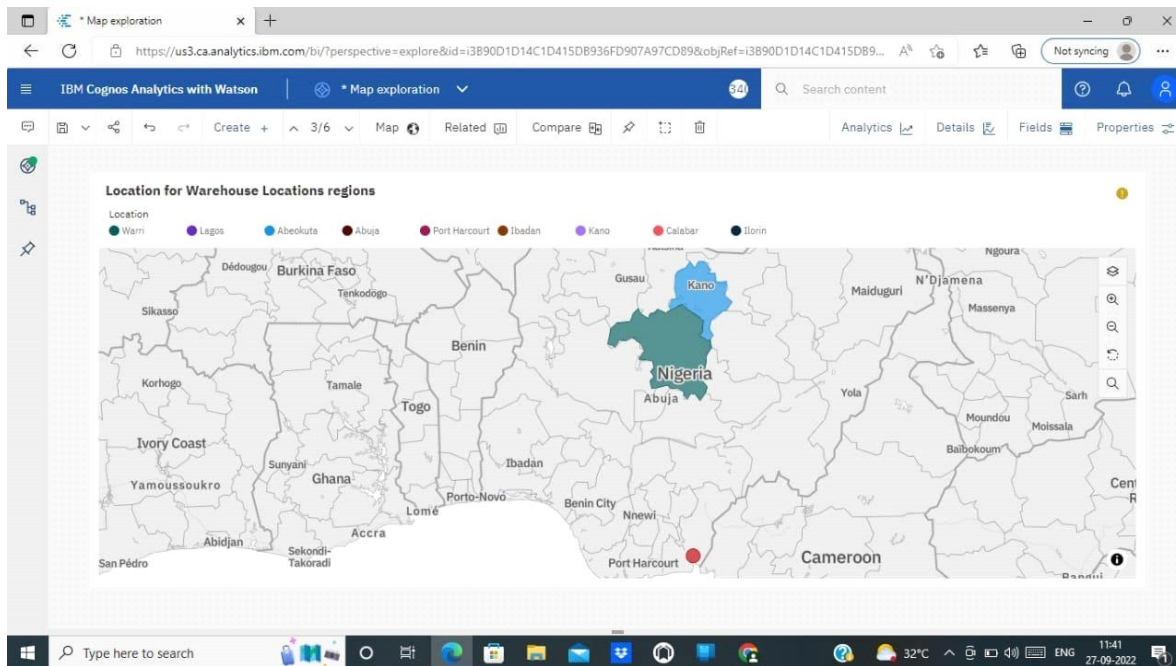 * Map exploration
https://us3.ca.analytics.ibm.com/bi/?perspective=explore&id=i3B90D1D14C1D415DB936FD907A97CD89&objRef=i3B90D1D14C1D415DB9...
Not syncing
IBM Cognos Analytics with Watson
* Map exploration
Search content
Create +
3/6
Map
Related
Compare
Analytics
Details
Fields
Properties
Location for Warehouse Locations regions
Location
Warri
Lagos
Abeokuta
Abuja
Port Harcourt
Ibadan
Kano
Calabar
Ilorin
Ngoura
Dédougou
Burkina Faso
Gusau
Kano
N'Djamena
Maiduguri
Tenkodogo
Massenya
Sikasso
Benin
Nigeria
Korhogo
Tamale
Abuja
Yola
Sarh
Togo
Moundou
Moissala
Ivory Coast
Baïbokoum
Ibadan
Sunyani
Ghana
Yamoussoukro
Porto-Novo
Benin City
Lomé
Nnewi
Accra
Abidjan
Sekondi-
Takoradi
Cameroon
San Pédro
Port Harcourt
Type here to search
32°C
ENG
11:41
27-09-2022